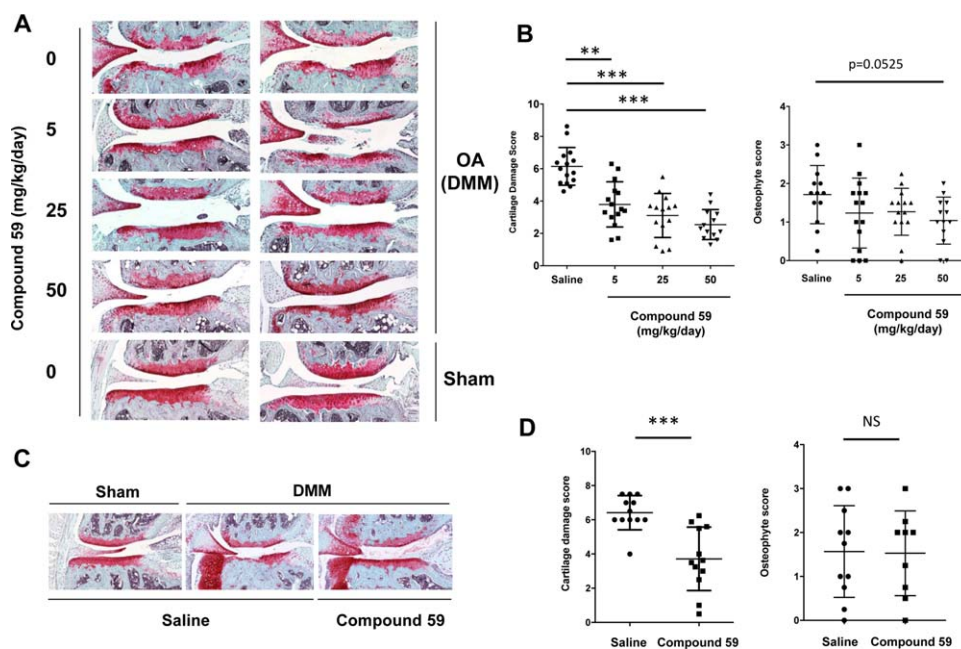 A
Compound 59 (mg/kg/day)
0
5
25
50
0
OA
(DMM)
Sham
B
**
***
***
Cartilage Damage Score
10
8
6
4
2
0
Saline
5
25
50
Compound 59
(mg/kg/day)
p=0.0525
Osteophyte score
4
3
2
1
0
Saline
5
25
50
Compound 59
(mg/kg/day)
C
Sham
DMM
Saline
Compound 59
D
***
Cartilage damage score
10
8
6
4
2
0
Saline
Compound 59
NS
Osteophyte score
4
3
2
1
0
Saline
Compound 59